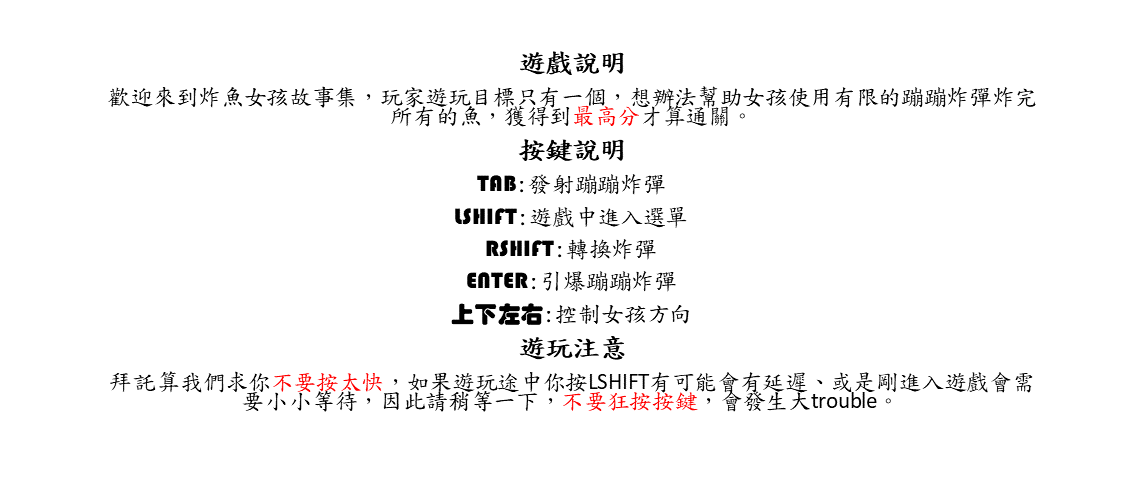 遊戲說明
歡迎來到炸魚女孩故事集，玩家遊玩目標只有一個，想辦法幫助女孩使用有限的蹦蹦炸彈炸完
所有的魚，獲得到最高分才算通關。
按鍵說明
TAB:發射蹦蹦炸彈
LSHIFT:遊戲中進入選單
RSHIFT:轉換炸彈
ENTER:引爆蹦蹦炸彈
上下左右:控制女孩方向
遊玩注意
拜託算我們求你不要按太快，如果遊玩途中你按LSHIFT有可能會有延遲、或是剛進入遊戲會需
要小小等待，因此請稍等一下，不要狂按按鍵，會發生大trouble。